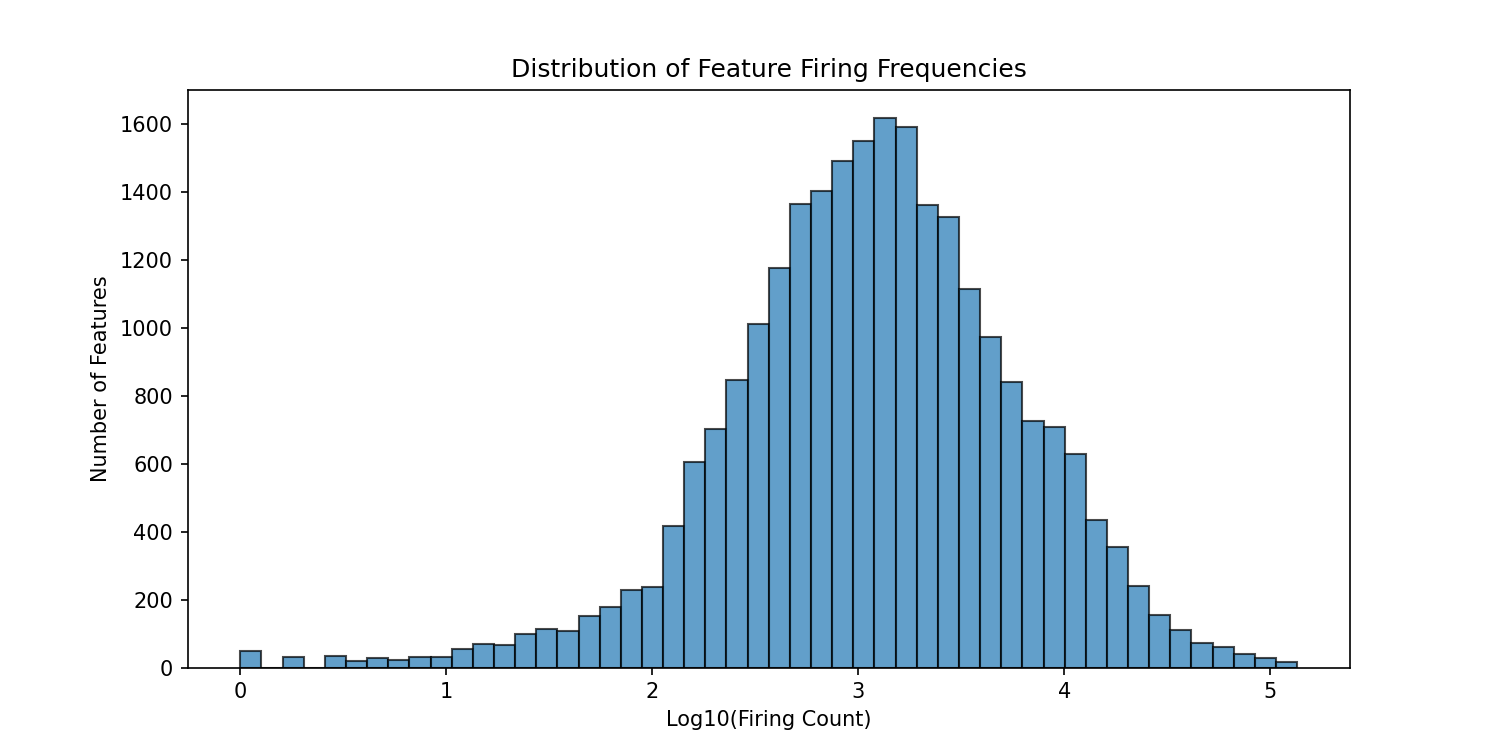 Distribution of Feature Firing Frequencies
Number of Features
1600
1400
1200
1000
800
600
400
200
0
0 1 2 3 4 5
Log10(Firing Count)